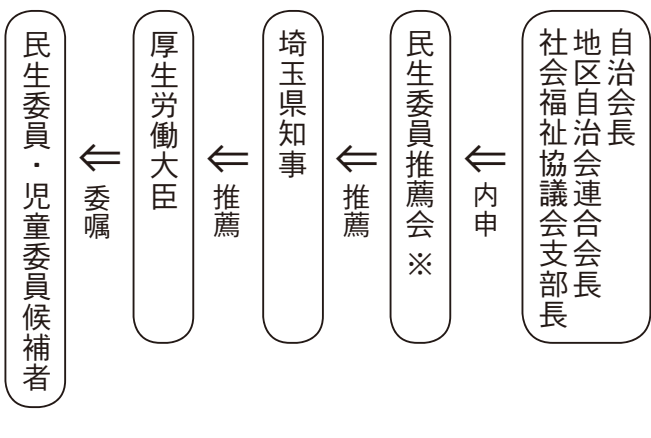 自治会長
地区自治会連合会長
社会福祉協議会支部長
内申
民生委員推薦会 ※
推薦
埼玉県知事
推薦
厚生労働大臣
委嘱
民生委員・児童委員候補者